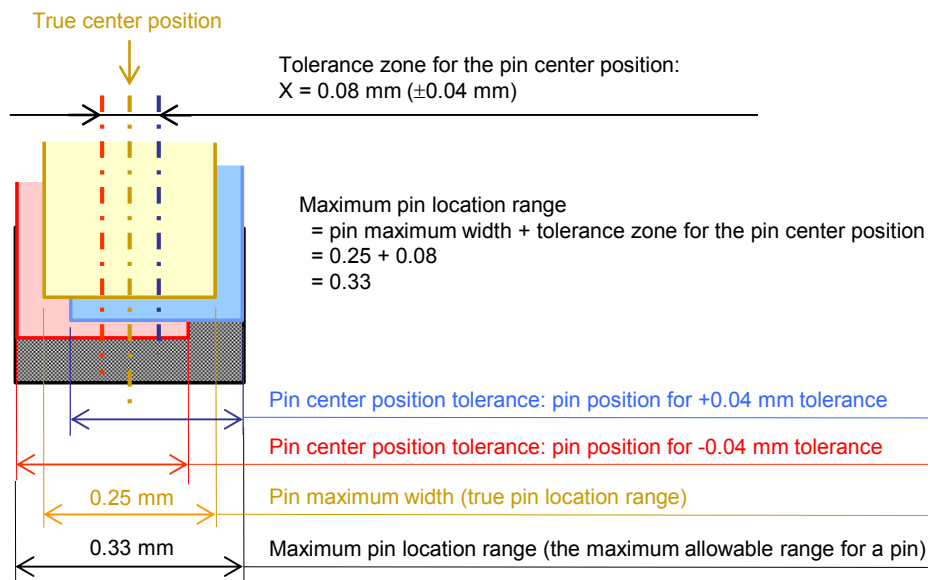 True center position
Tolerance zone for the pin center position:
X = 0.08 mm (±0.04 mm)
Maximum pin location range
= pin maximum width + tolerance zone for the pin center position
= 0.25 + 0.08
= 0.33
Pin center position tolerance: pin position for +0.04 mm tolerance
Pin center position tolerance: pin position for -0.04 mm tolerance
0.25 mm Pin maximum width (true pin location range)
0.33 mm Maximum pin location range (the maximum allowable range for a pin)